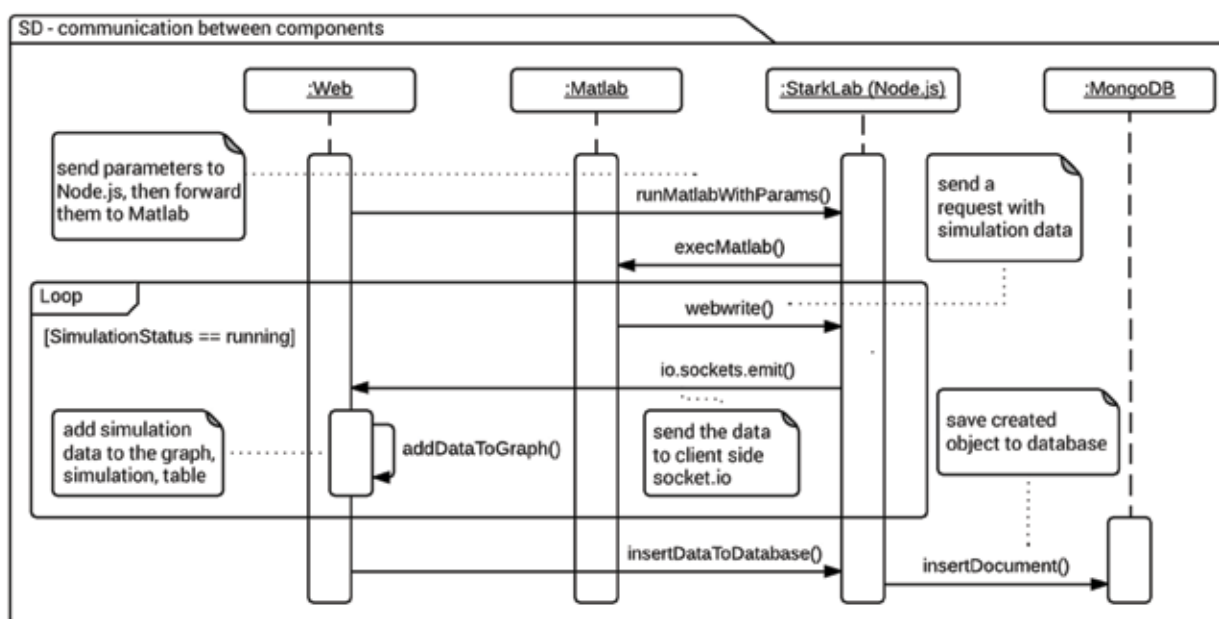 SD - communication between components
:Web
:Matlab
:StarkLab (Node.js)
:MongoDB
send parameters to
Node.js, then forward
them to Matlab
runMatlabWithParams()
send a
request with
simulation data
execMatlab()
Loop
[SimulationStatus == running]
webwrite()
io.sockets.emit()
add simulation
data to the graph,
simulation, table
addDataToGraph()
send the data
to client side
socket.io
save created
object to database
insertDataToDatabase()
insertDocument()